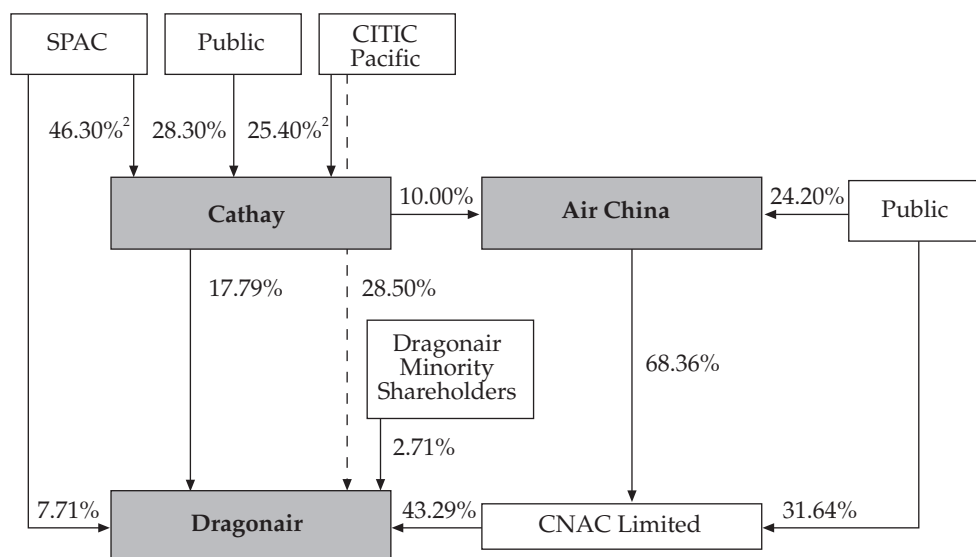 SPAC
Public
CITIC
Pacific
46.30%²
28.30%
25.40%²
Cathay
10.00%
Air China
24.20%
Public
17.79%
28.50%
Dragonair
Minority
Shareholders
68.36%
2.71%
7.71%
Dragonair
43.29%
CNAC Limited
31.64%